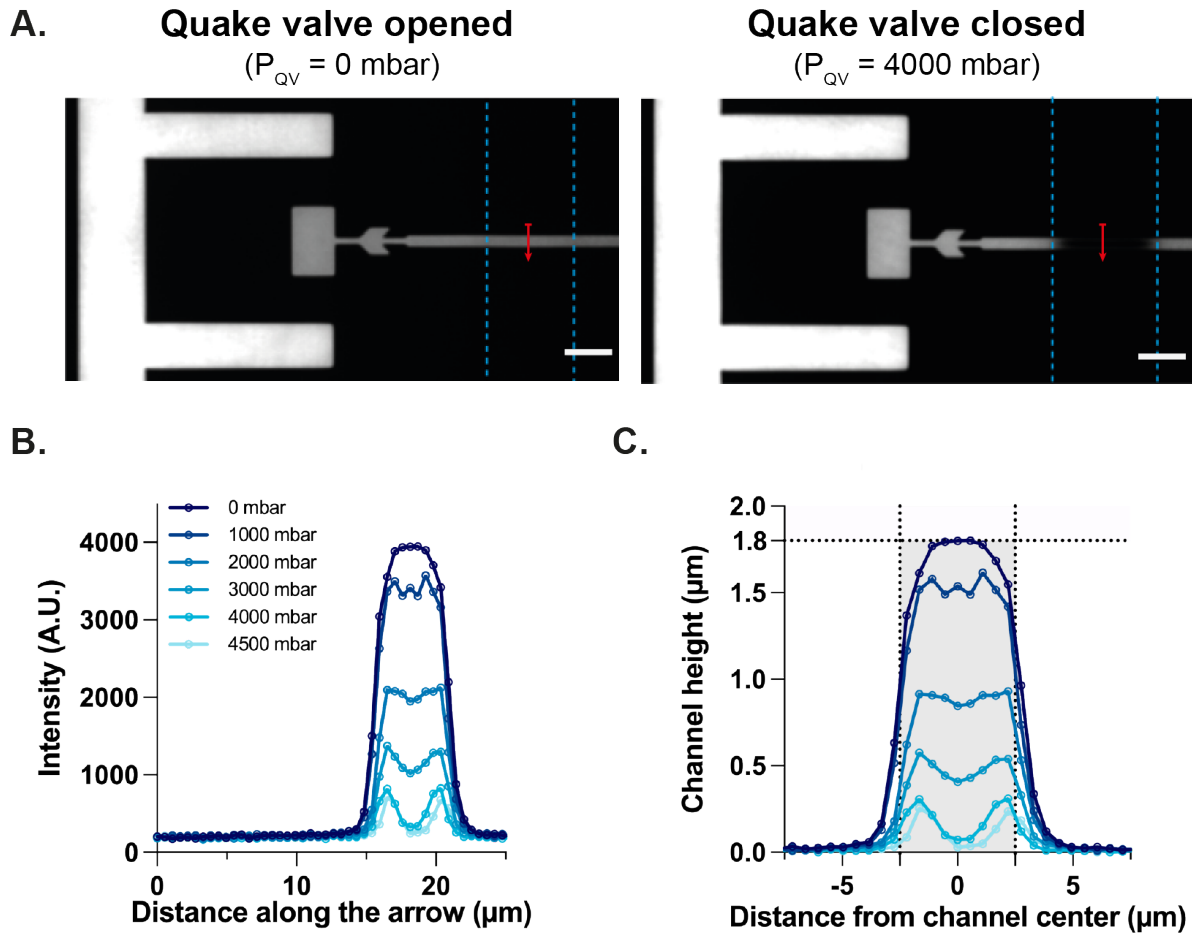 A.
Quake valve opened
(P_QV = 0 mbar)
Quake valve closed
(P_QV = 4000 mbar)
B.
Intensity (A.U.)
4000
3000
2000
1000
0
0 mbar
1000 mbar
2000 mbar
3000 mbar
4000 mbar
4500 mbar
0
10
20
Distance along the arrow (µm)
C.
Channel height (µm)
2.0
1.8
1.5
1.0
0.5
0.0
-5
0
5
Distance from channel center (µm)